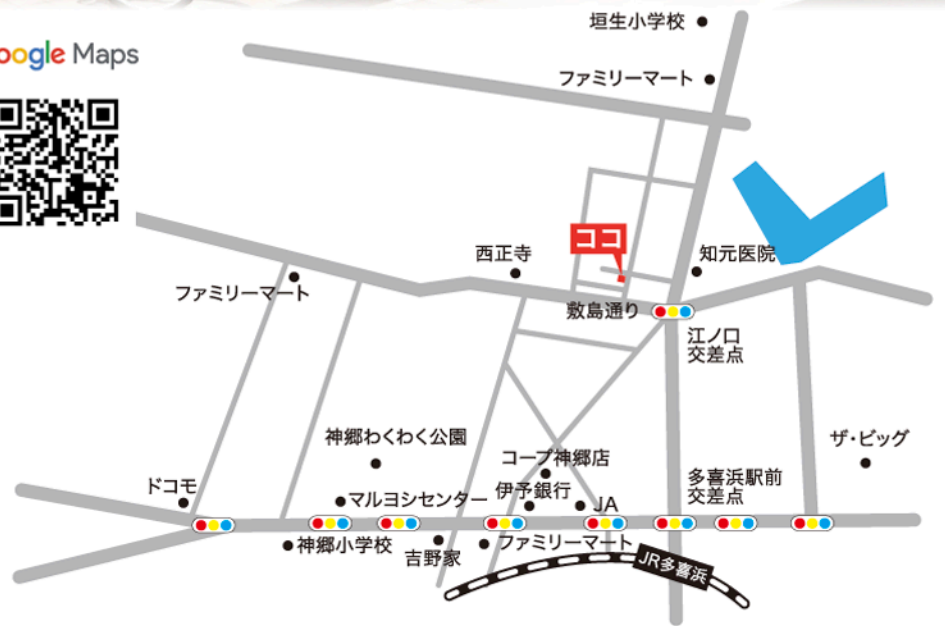 垣生小学校
oogle Maps
ファミリーマート
ココ
西正寺
知元医院
ファミリーマート
敷島通り
江ノ口
交差点
神郷わくわく公園
ザ・ビッグ
コープ神郷店
ドコモ
伊予銀行
多喜浜駅前
交差点
マルヨシセンター
JA
神郷小学校
ファミリーマート
吉野家
JR多喜浜